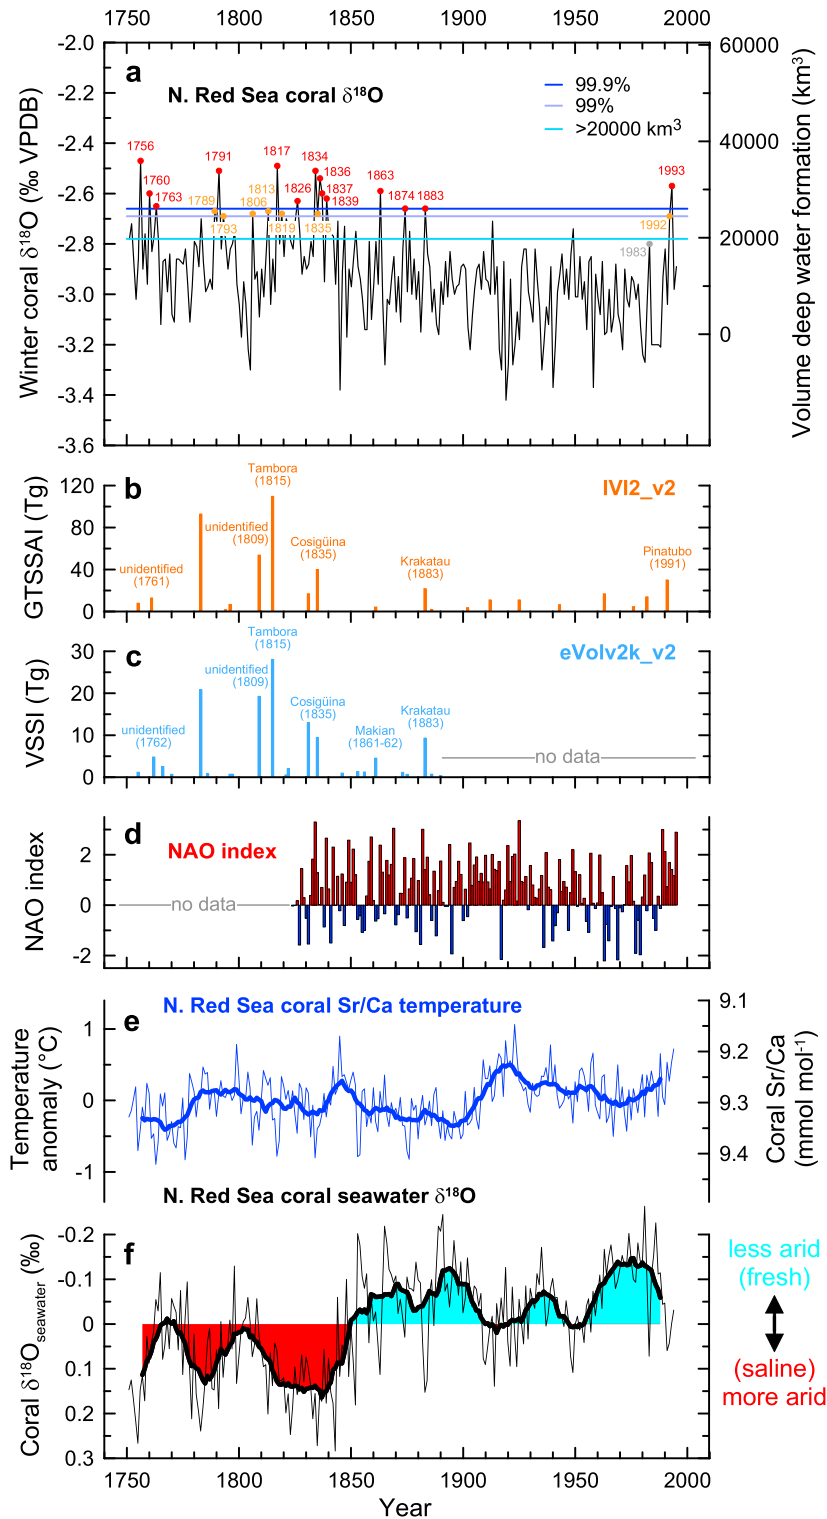 1750 1800 1850 1900 1950 2000
a
N. Red Sea coral δ¹⁸O
99.9%
99%
>20000 km³
Winter coral δ¹⁸O (‰ VPDB)
-2.0
-2.2
-2.4
-2.6
-2.8
-3.0
-3.2
-3.4
-3.6
Volume deep water formation (km³)
60000
40000
20000
0
1756
1760
1763
1789
1791
1793
1806
1813
1817
1819
1826
1834
1835
1836
1837
1839
1863
1874
1883
1983
1992
1993
b
IVI2_v2
GTSSAI (Tg)
120
80
40
0
unidentified
(1761)
unidentified
(1809)
Tambora
(1815)
Cosigüina
(1835)
Krakatau
(1883)
Pinatubo
(1991)
c
eVolv2k_v2
VSSI (Tg)
30
20
10
0
unidentified
(1762)
unidentified
(1809)
Tambora
(1815)
Cosigüina
(1835)
Makian
(1861-62)
Krakatau
(1883)
no data
d
NAO index
NAO index
2
0
-2
no data
e
N. Red Sea coral Sr/Ca temperature
Temperature
anomaly (°C)
1
0
-1
9.1
9.2
9.3
9.4
Coral Sr/Ca
(mmol mol⁻¹)
N. Red Sea coral seawater δ¹⁸O
f
Coral δ¹⁸Oseawater (‰)
-0.2
-0.1
0
0.1
0.2
0.3
less arid
(fresh)
(saline)
more arid
1750 1800 1850 1900 1950 2000
Year